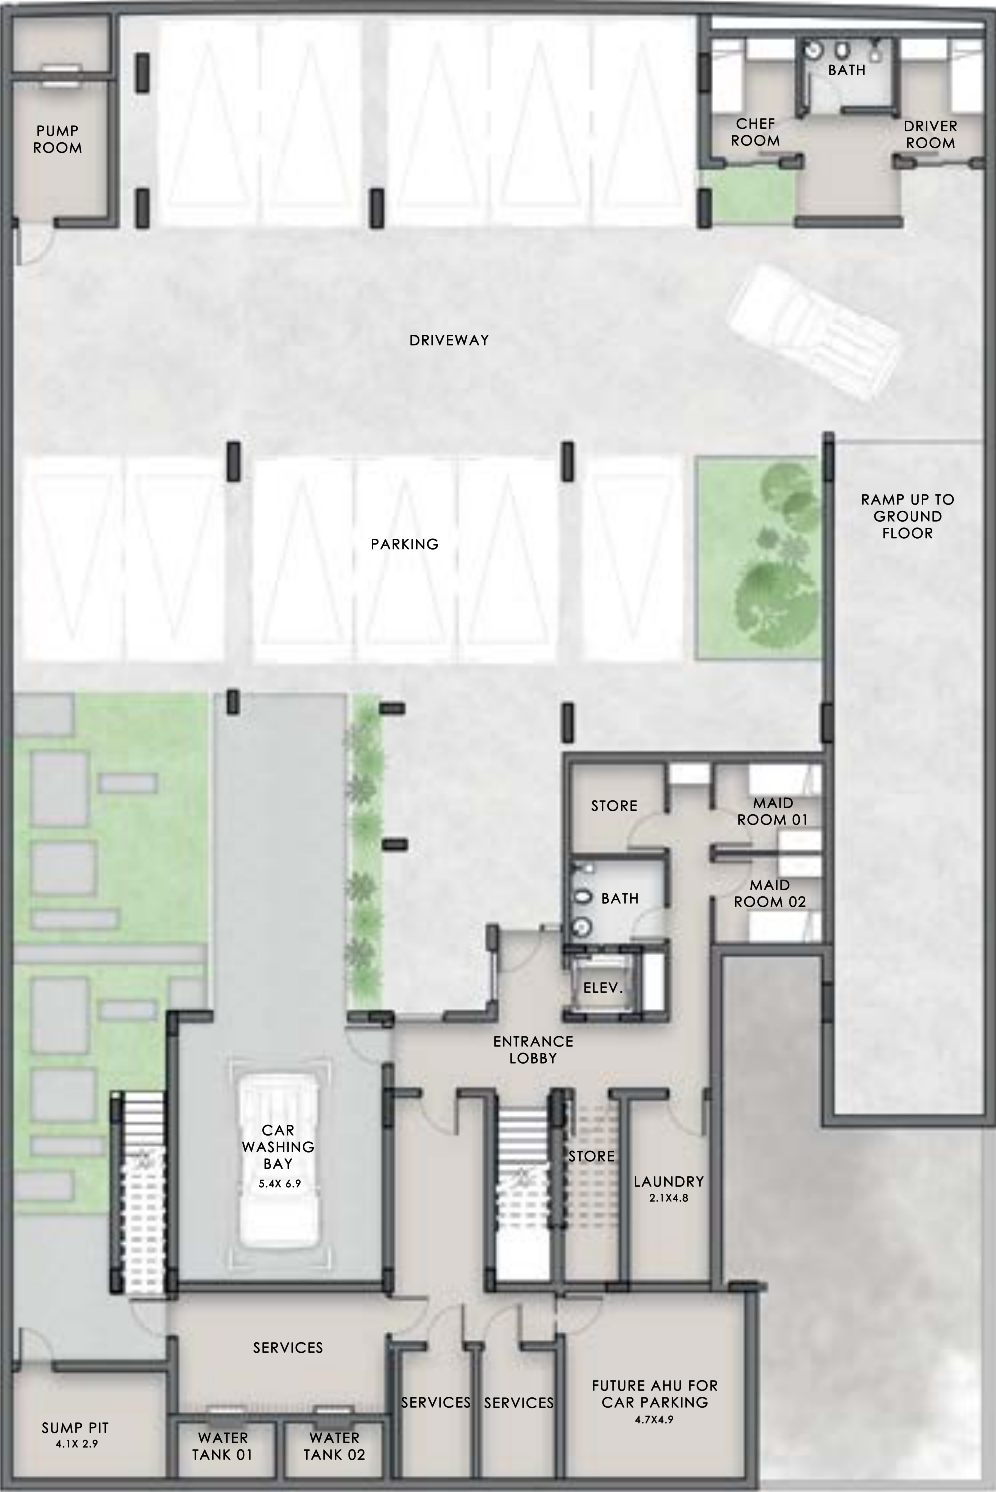 PUMP
ROOM
BATH
CHEF
ROOM
DRIVER
ROOM
DRIVEWAY
PARKING
RAMP UP TO
GROUND
FLOOR
STORE
MAID
ROOM 01
BATH
MAID
ROOM 02
ELEV.
ENTRANCE
LOBBY
CAR
WASHING
BAY
5.4X 6.9
STORE
LAUNDRY
2.1X4.8
SERVICES
SERVICES
SERVICES
FUTURE AHU FOR
CAR PARKING
4.7X4.9
SUMP PIT
4.1X 2.9
WATER
TANK 01
WATER
TANK 02